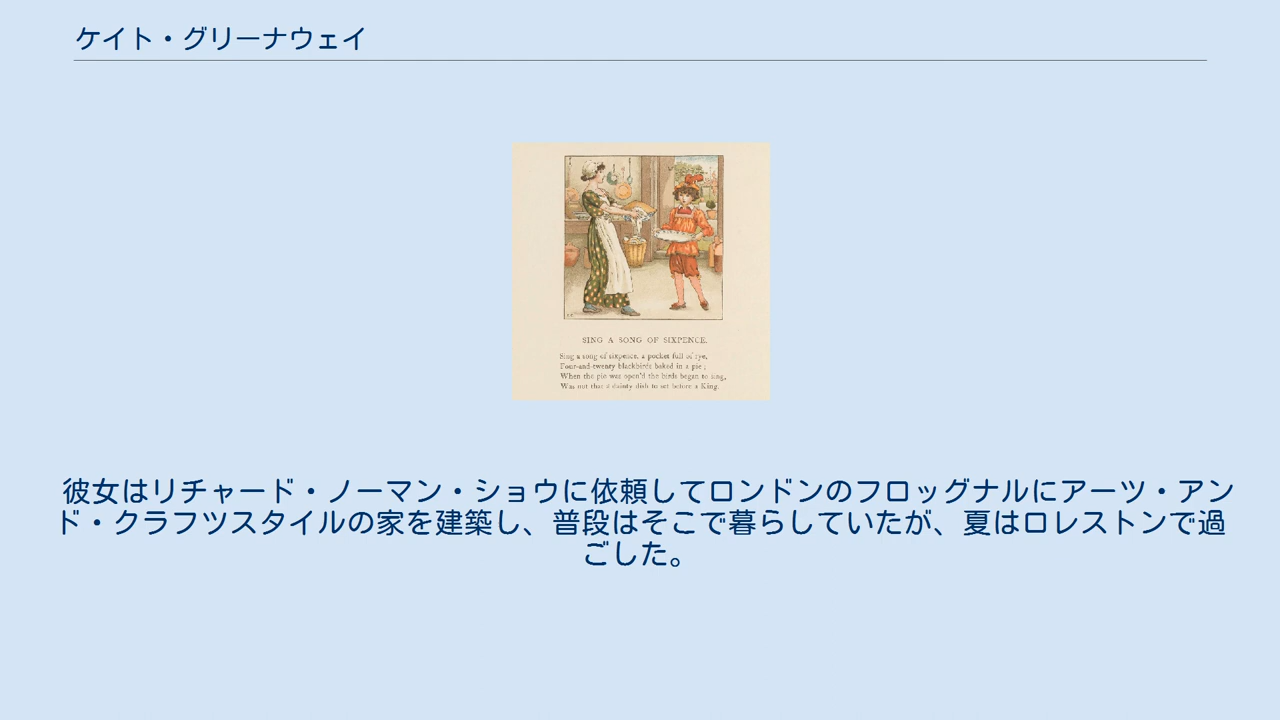 ケイト・グリーナウェイ
SING A SONG OF SIXPENCE.
Sing a song of sixpence, a pocket full of rye,
Four-and-twenty blackbirds baked in a pie;
When the pie was open'd the birds began to sing,
Was not that a dainty dish to set before a King.
彼女はリチャード・ノーマン・ショウに依頼してロンドンのフロッグナルにアーツ・アン
ド・クラフツスタイルの家を建築し、普段はそこで暮らしていたが、夏はロレストンで過
ごした。